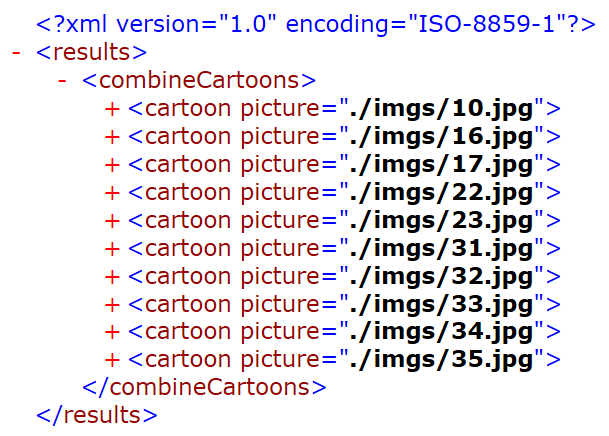 <?xml version="1.0" encoding="ISO-8859-1"?>
- <results>
- <combineCartoons>
+ <cartoon picture="./imgs/10.jpg">
+ <cartoon picture="./imgs/16.jpg">
+ <cartoon picture="./imgs/17.jpg">
+ <cartoon picture="./imgs/22.jpg">
+ <cartoon picture="./imgs/23.jpg">
+ <cartoon picture="./imgs/31.jpg">
+ <cartoon picture="./imgs/32.jpg">
+ <cartoon picture="./imgs/33.jpg">
+ <cartoon picture="./imgs/34.jpg">
+ <cartoon picture="./imgs/35.jpg">
</combineCartoons>
</results>